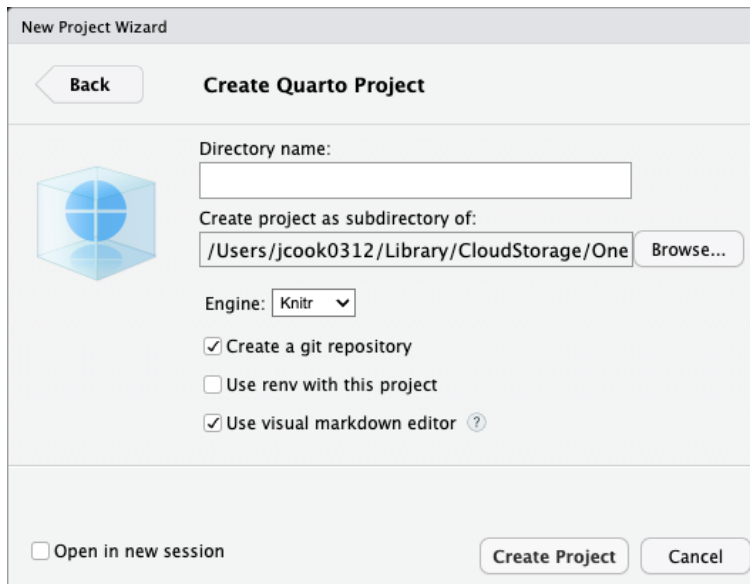 New Project Wizard
Back
Create Quarto Project
Directory name:
Create project as subdirectory of:
/Users/jcook0312/Library/CloudStorage/One
Browse...
Engine: Knitr
Create a git repository
Use renv with this project
Use visual markdown editor ?
Open in new session
Create Project
Cancel